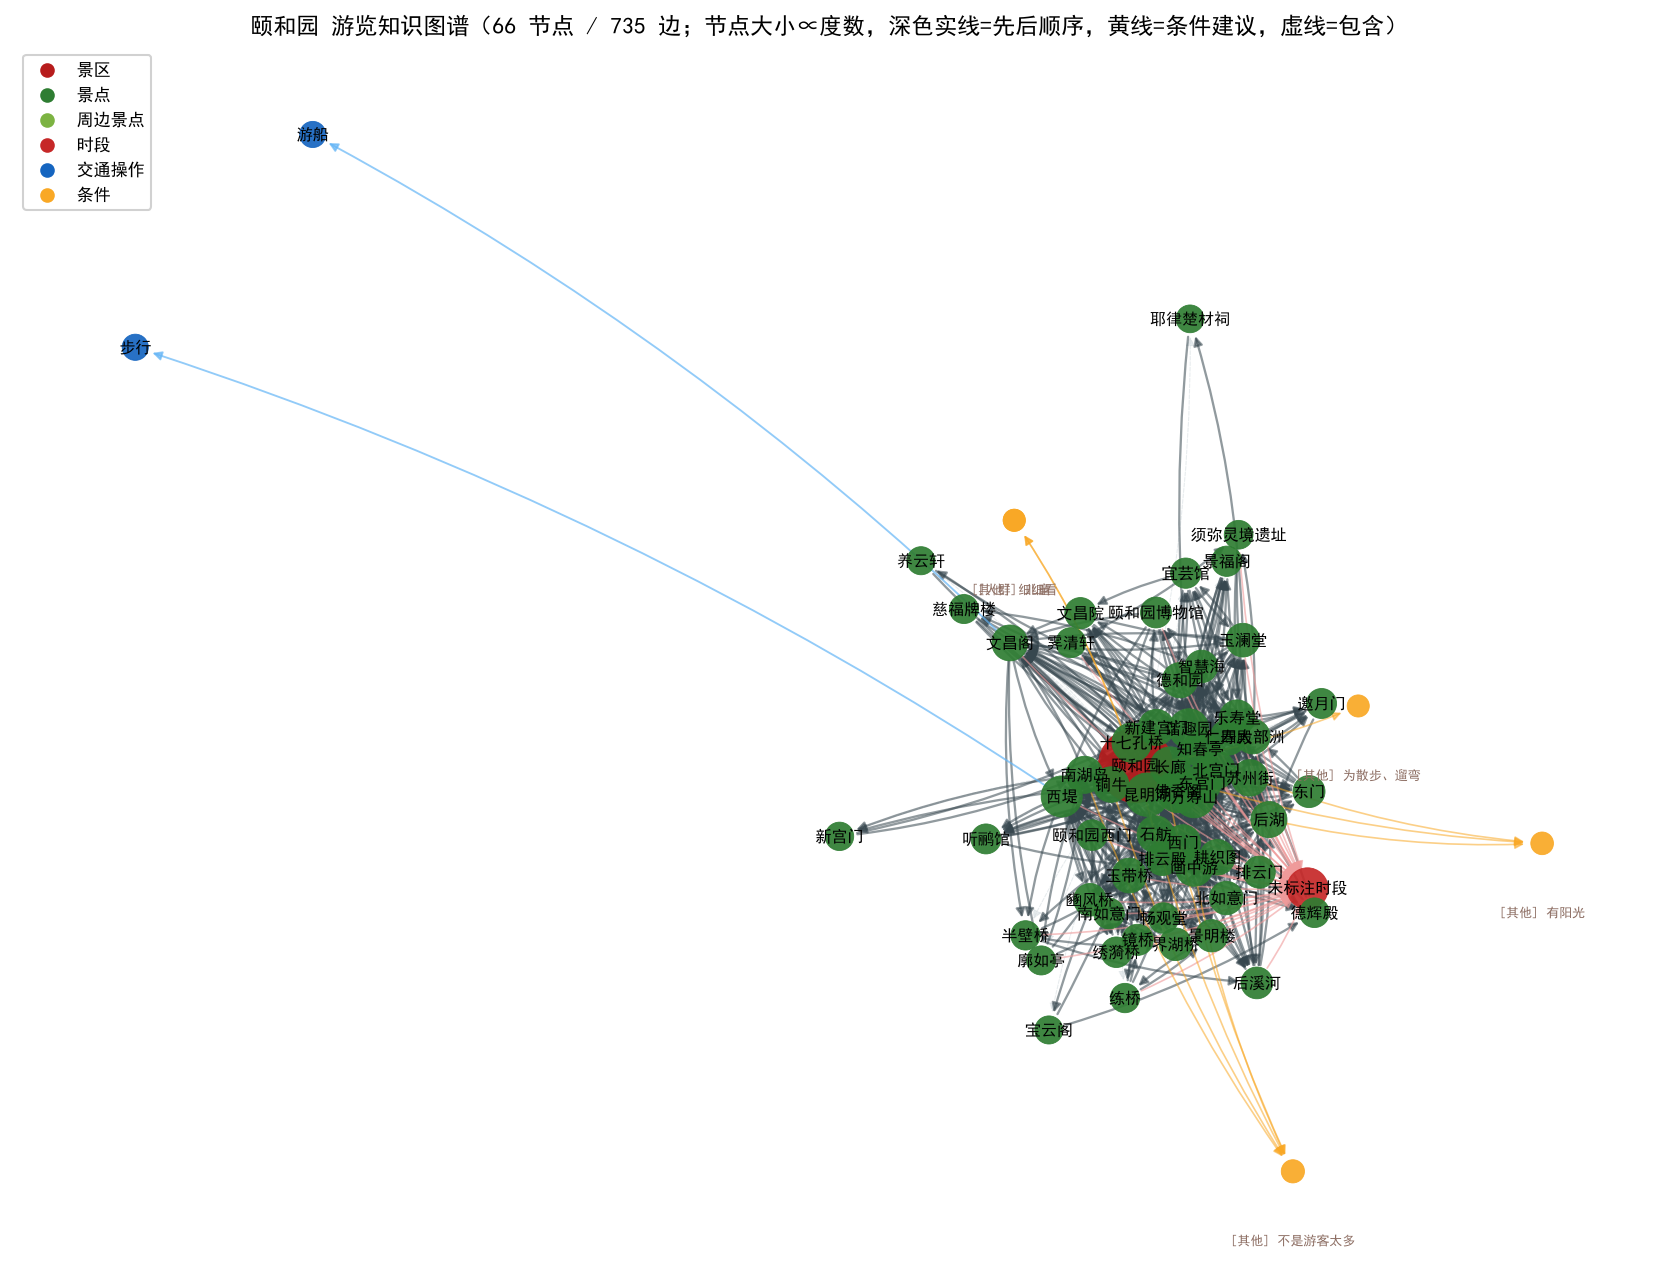 颐和园 游览知识图谱（66 节点 / 735 边；节点大小∝度数，深色实线=先后顺序，黄线=条件建议，虚线=包含）
景区
景点
周边景点
时段
交通操作
条件
游船
步行
耶律楚材祠
须弥灵境遗址
景福阁
养云轩
宜芸馆
慈福牌楼
文昌院
颐和园博物馆
文昌阁
霁清轩
玉澜堂
智慧海
德和园
邀月门
乐寿堂
新建宫门
谐趣园
十七孔桥
仁寿殿
四大部洲
知春亭
颐和园
长廊
北宫门
南湖岛
铜牛
东宫门
苏州街
[其他] 为散步、遛弯
西堤
昆明湖
佛香阁
万寿山
东门
后湖
新宫门
听鹂馆
颐和园西门
石舫
西门
排云殿
耕织图
画中游
玉带桥
排云门
未标注时段
豳风桥
北如意门
南如意门
德辉殿
[其他] 有阳光
畅观堂
半壁桥
镜桥
界湖桥
景明楼
绣漪桥
廓如亭
后溪河
练桥
宝云阁
[其他] 不是游客太多